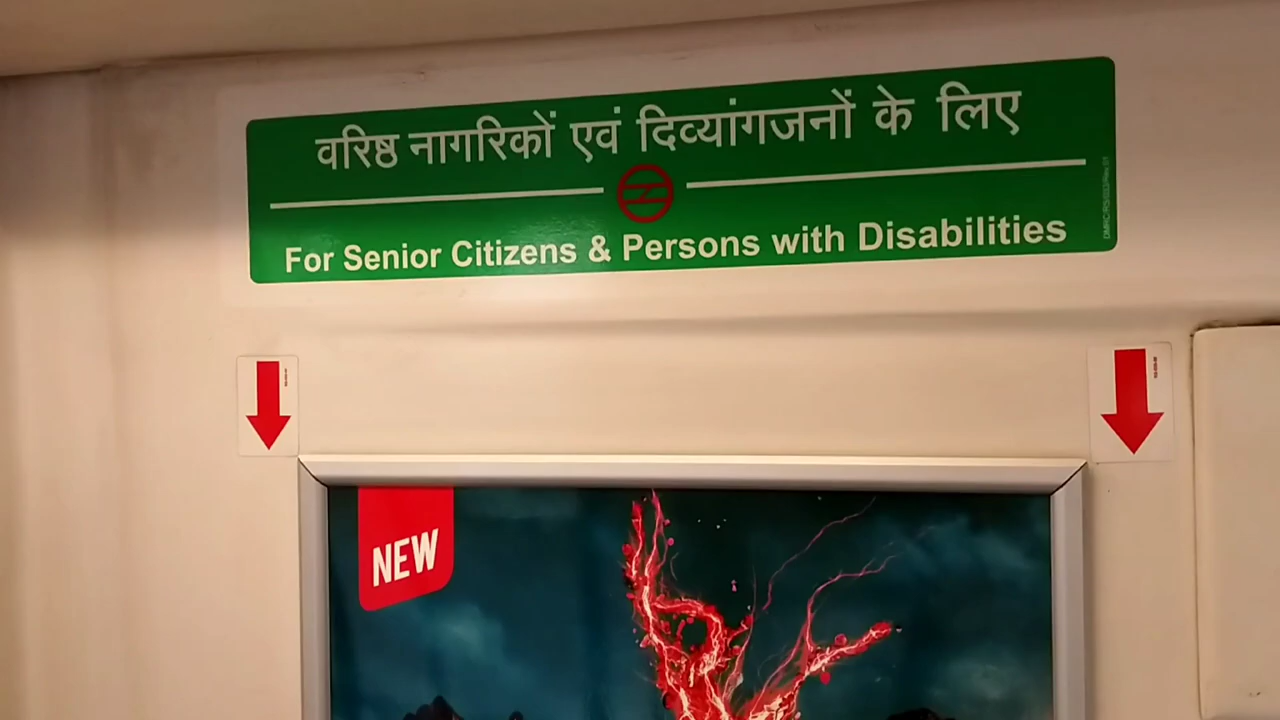 वरिष्ठ नागरिकों एवं दिव्यांगजनों के लिए
For Senior Citizens & Persons with Disabilities
NEW